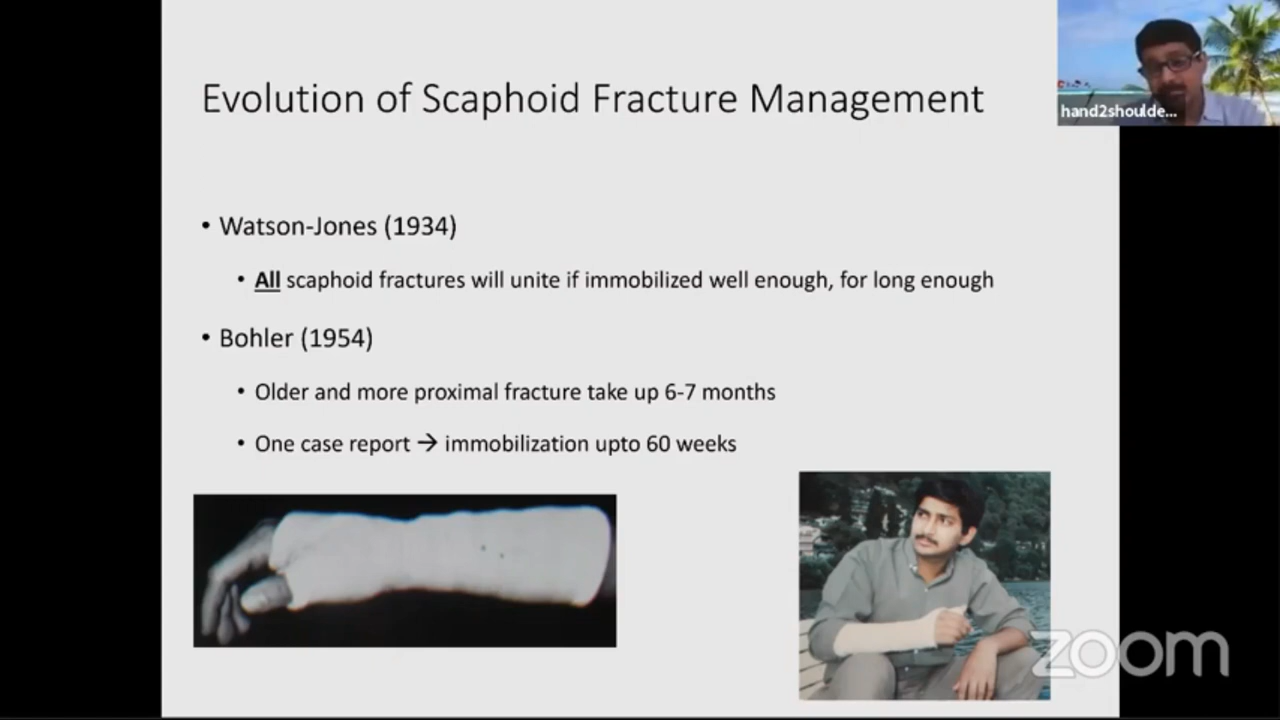 Evolution of Scaphoid Fracture Management
hand2shoulde...
• Watson-Jones (1934)
• All scaphoid fractures will unite if immobilized well enough, for long enough
• Bohler (1954)
• Older and more proximal fracture take up 6-7 months
• One case report → immobilization upto 60 weeks
zoom